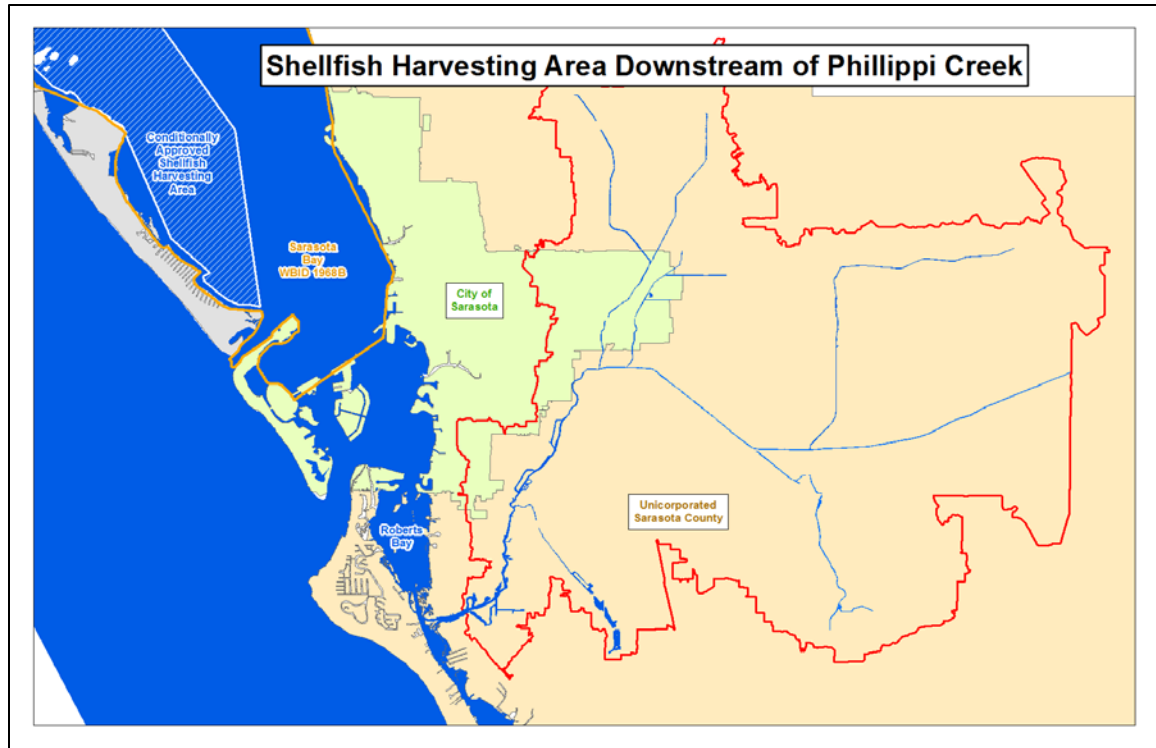 Shellfish Harvesting Area Downstream of Phillippi Creek
Conditionally
Approved
Shellfish
Harvesting
Area
Sarasota
Bay
WBID 1968B
City of
Sarasota
Unicorporated
Sarasota County
Roberts
Bay